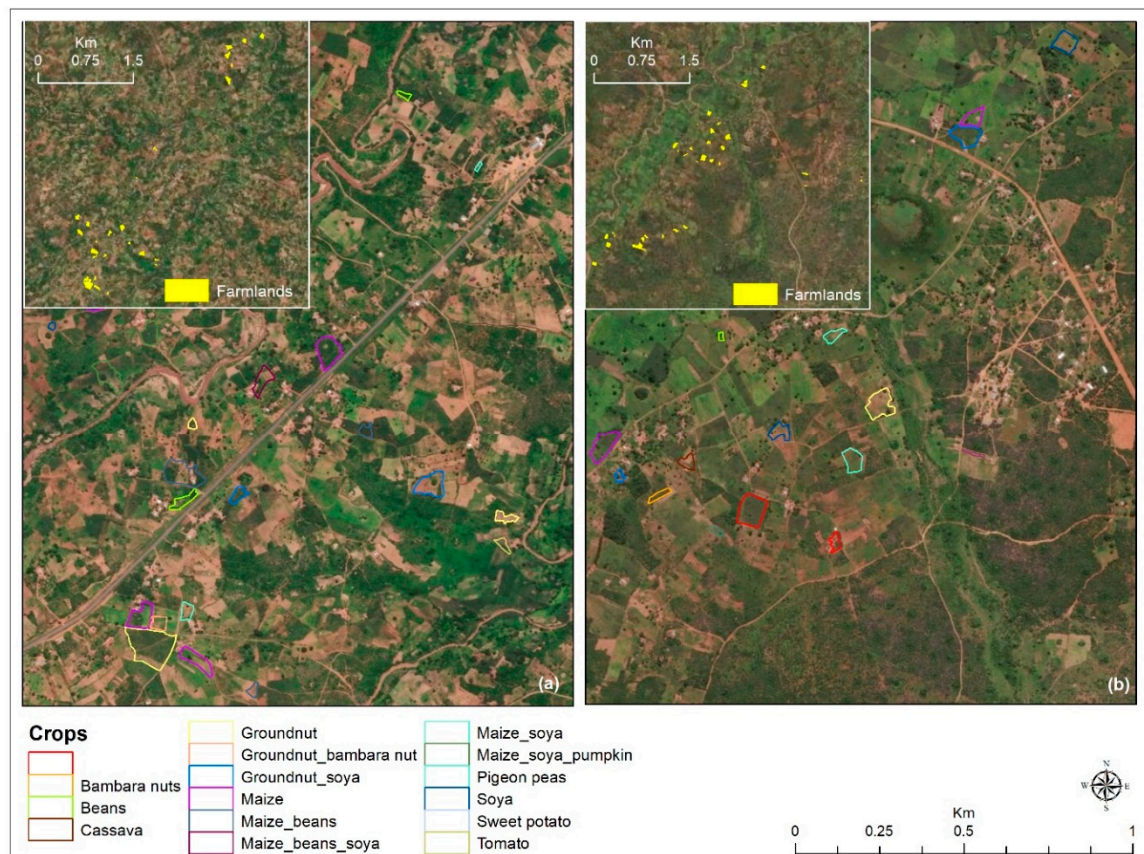 Km
0 0.75 1.5
Farmlands
(a)
Km
0 0.75 1.5
Farmlands
(b)
Crops
Bambara nuts
Beans
Cassava
Groundnut
Groundnut_bambara nut
Groundnut_soya
Maize
Maize_beans
Maize_beans_soya
Maize_soya
Maize_soya_pumpkin
Pigeon peas
Soya
Sweet potato
Tomato
N
W E
S
Km
0 0.25 0.5 1